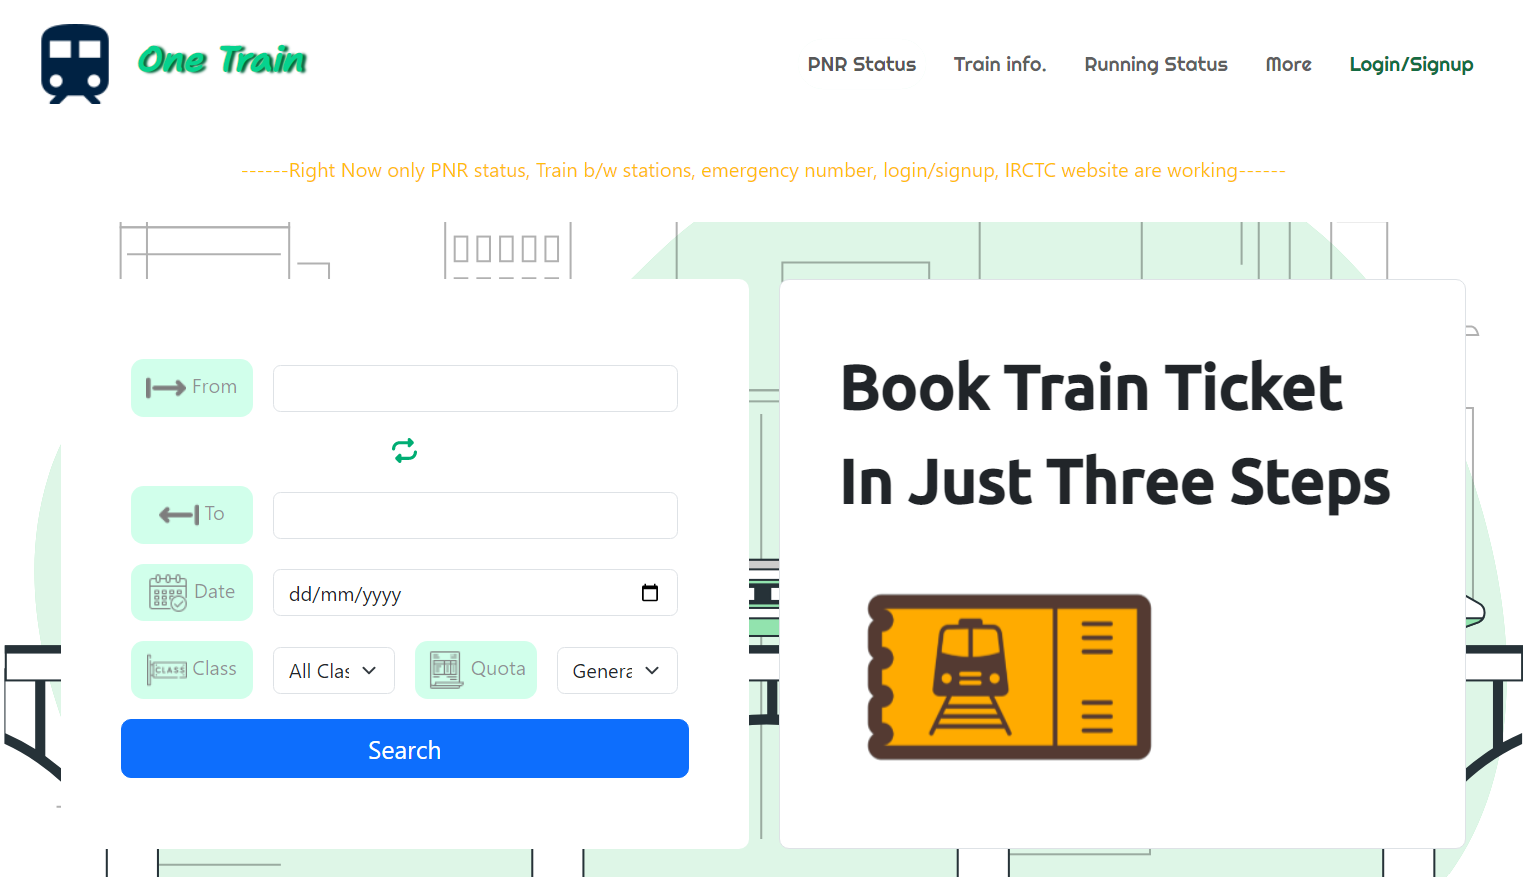 One Train
PNR Status
Train info.
Running Status
More
Login/Signup
------Right Now only PNR status, Train b/w stations, emergency number, login/signup, IRCTC website are working------
From
To
Date
dd/mm/yyyy
CLASS
Class
All Clas
Quota
Genera
Search
Book Train Ticket
In Just Three Steps